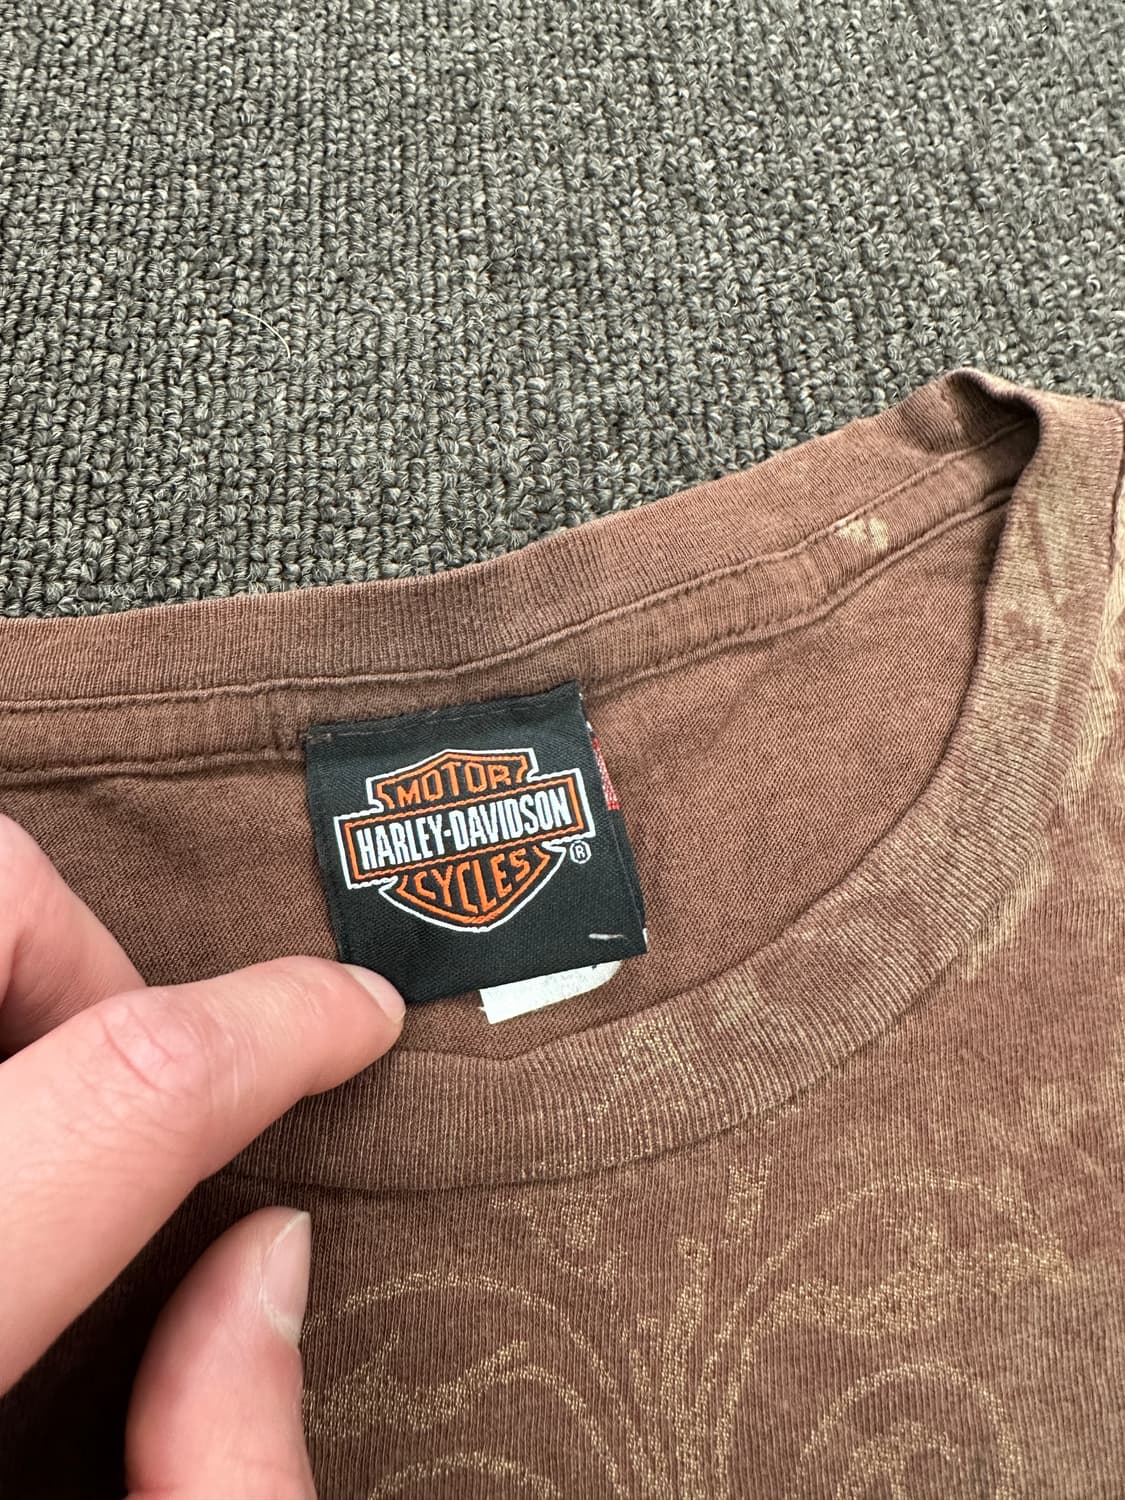 MOTOR
HARLEY-DAVIDSON
CYCLES
®